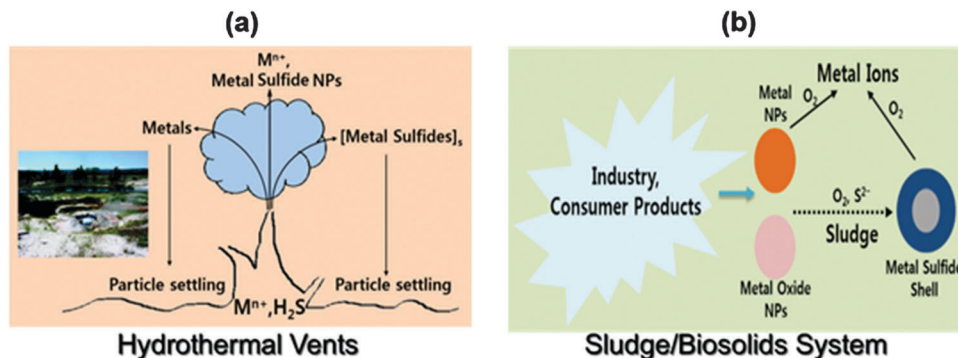 (a)
Mⁿ⁺,
Metal Sulfide NPs
Metals
[Metal Sulfides]ₛ
Particle settling
Particle settling
Mⁿ⁺,H₂S
Hydrothermal Vents
(b)
Metal Ions
Metal
NPs
O₂
O₂
Industry,
Consumer Products
O₂, S²⁻
Sludge
Metal Oxide
NPs
Metal Sulfide
Shell
Sludge/Biosolids System